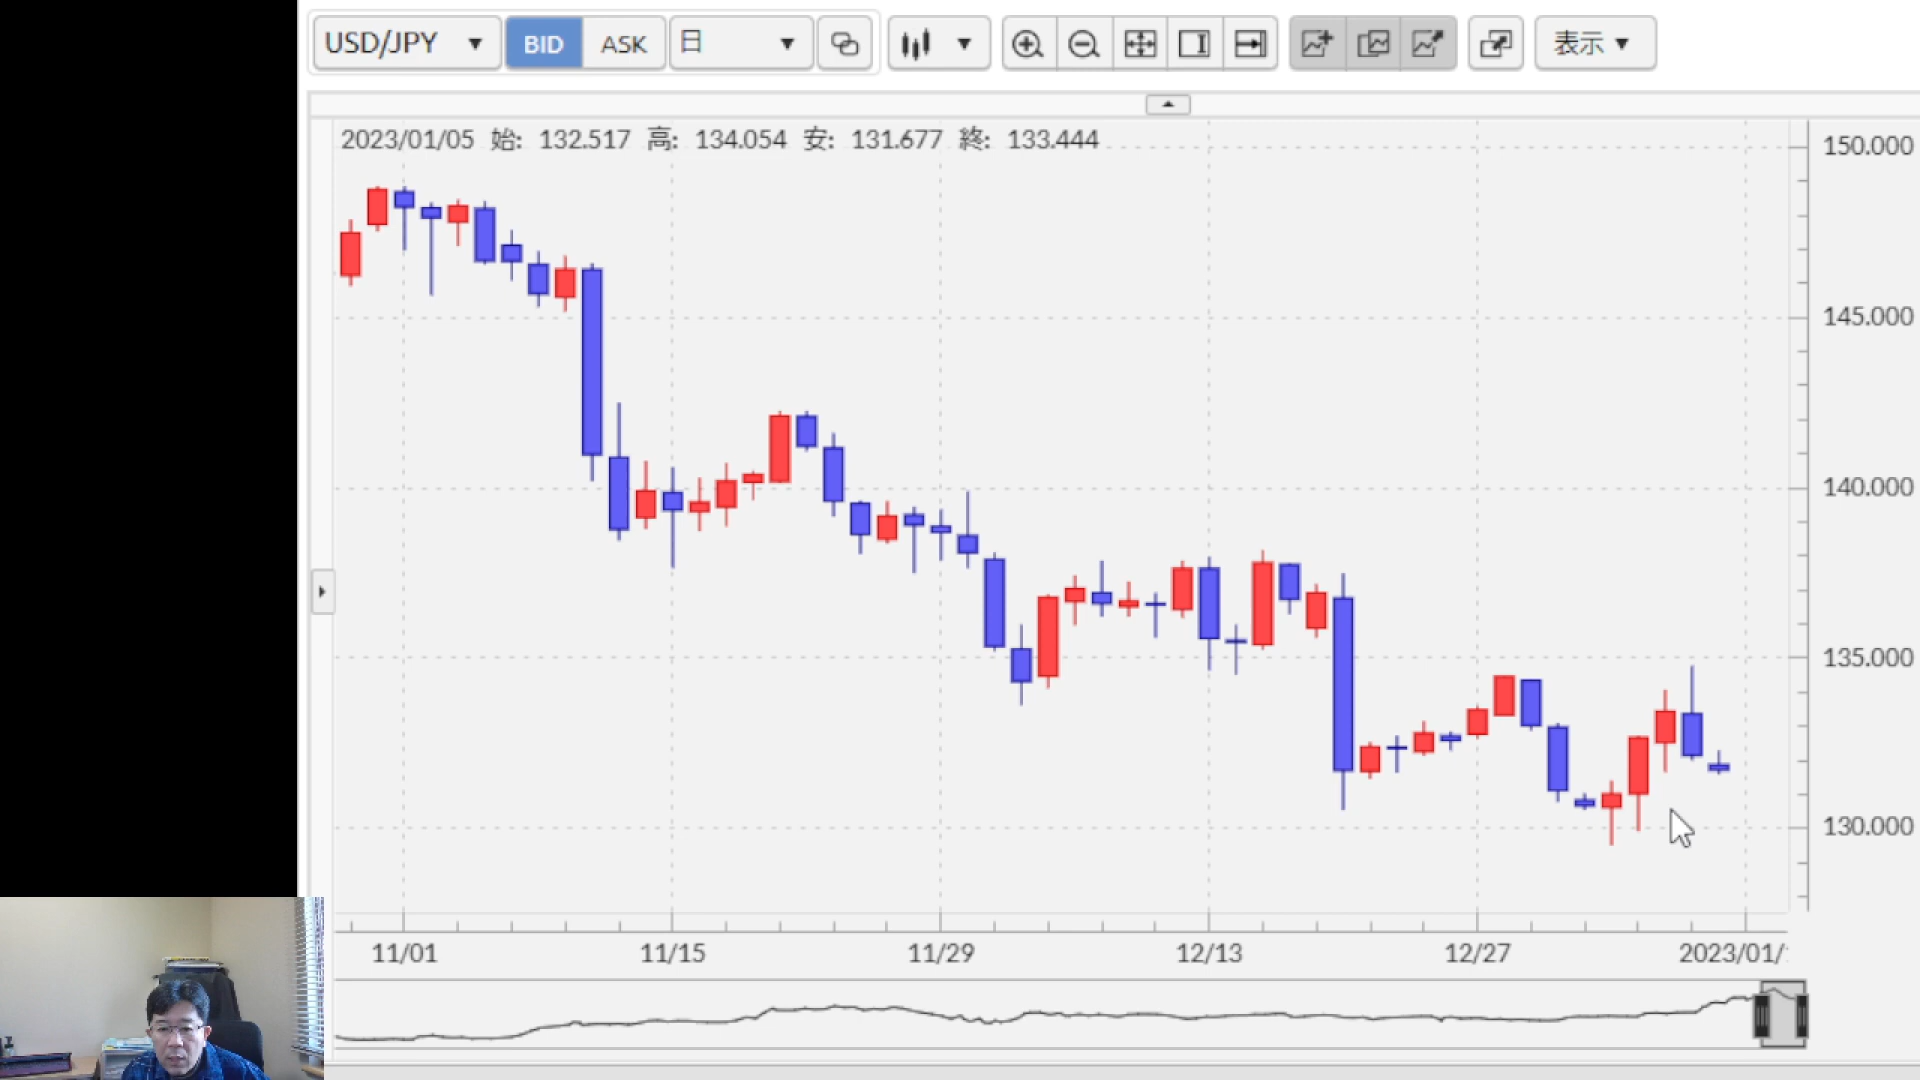 USD/JPY ▼ BID ASK 日 ▼ ▼ 表示 ▼
2023/01/05 始: 132.517 高: 134.054 安: 131.677 終: 133.444
150.000
145.000
140.000
135.000
130.000
11/01 11/15 11/29 12/13 12/27 2023/01/